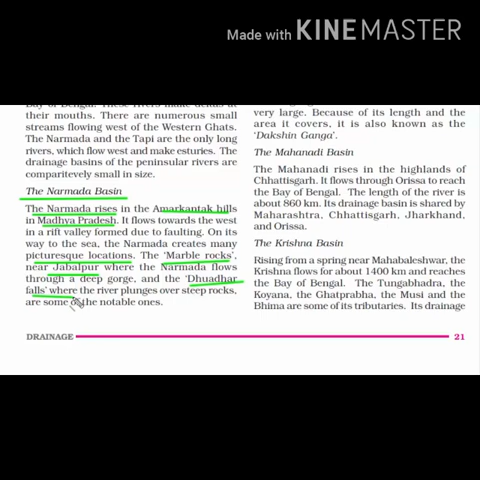 Made with KINEMASTER
Bay of Bengal. These rivers make deltas at
their mouths. There are numerous small
streams flowing west of the Western Ghats.
The Narmada and the Tapi are the only long
rivers, which flow west and make esturies. The
drainage basins of the peninsular rivers are
comparitevely small in size.
The Narmada Basin
The Narmada rises in the Amarkantak hills
in Madhya Pradesh. It flows towards the west
in a rift valley formed due to faulting. On
its way to the sea, the Narmada creates many
picturesque locations. The ‘Marble rocks’,
near Jabalpur where the Narmada flows
through a deep gorge, and the ‘Dhuadhar
falls’ where the river plunges over steep rocks,
are some of the notable ones.
very large. Because of its length and the
area it covers, it is also known as the
‘Dakshin Ganga’.
The Mahanadi Basin
The Mahanadi rises in the highlands of
Chhattisgarh. It flows through Orissa to reach
the Bay of Bengal. The length of the river is
about 860 km. Its drainage basin is shared by
Maharashtra, Chhattisgarh, Jharkhand,
and Orissa.
The Krishna Basin
Rising from a spring near Mahabaleshwar, the
Krishna flows for about 1400 km and reaches
the Bay of Bengal. The Tungabhadra, the
Koyana, the Ghatprabha, the Musi and the
Bhima are some of its tributaries. Its drainage
DRAINAGE
21